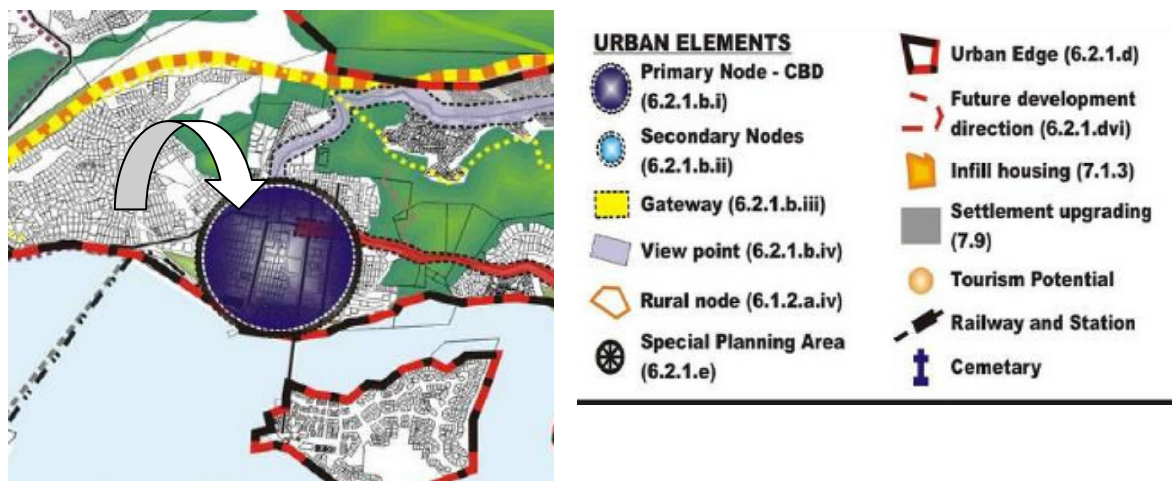 URBAN ELEMENTS
Primary Node - CBD
(6.2.1.b.i)
Secondary Nodes
(6.2.1.b.ii)
Gateway (6.2.1.b.iii)
View point (6.2.1.b.iv)
Rural node (6.1.2.a.iv)
Special Planning Area
(6.2.1.e)
Urban Edge (6.2.1.d)
Future development
direction (6.2.1.dvi)
Infill housing (7.1.3)
Settlement upgrading
(7.9)
Tourism Potential
Railway and Station
Cemetary